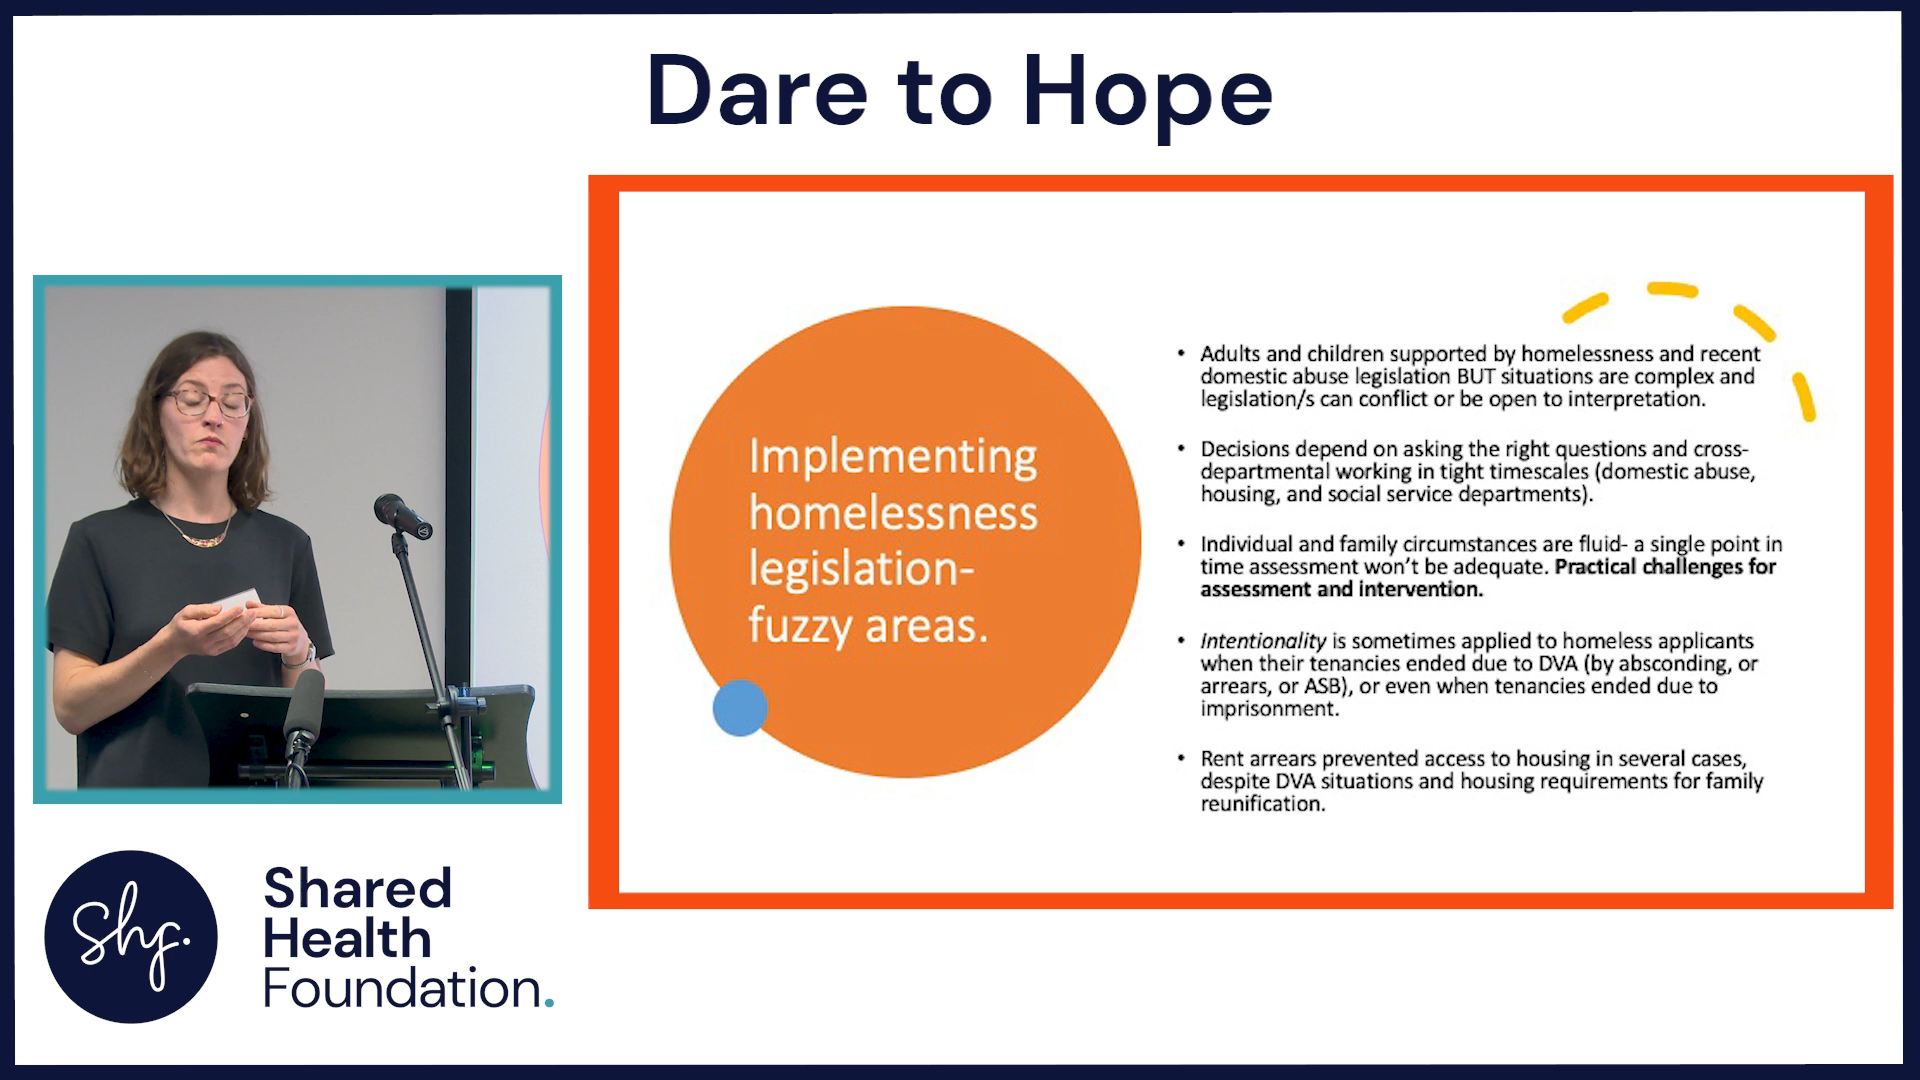 Dare to Hope
Implementing
homelessness
legislation-
fuzzy areas.
• Adults and children supported by homelessness and recent
domestic abuse legislation BUT situations are complex and
legislation/s can conflict or be open to interpretation.
• Decisions depend on asking the right questions and cross-
departmental working in tight timescales (domestic abuse,
housing, and social service departments).
• Individual and family circumstances are fluid- a single point in
time assessment won't be adequate. Practical challenges for
assessment and intervention.
• Intentionality is sometimes applied to homeless applicants
when their tenancies ended due to DVA (by absconding, or
arrears, or ASB), or even when tenancies ended due to
imprisonment.
• Rent arrears prevented access to housing in several cases,
despite DVA situations and housing requirements for family
reunification.
Shf.
Shared
Health
Foundation.